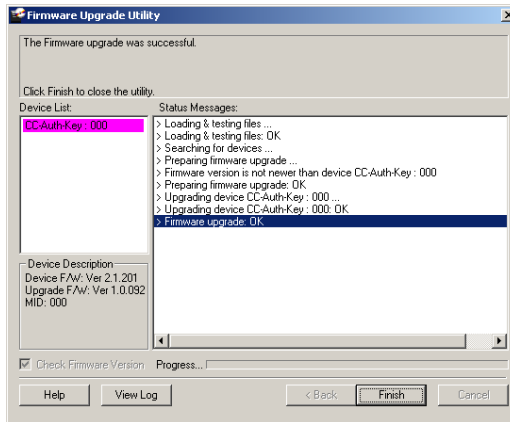 Firmware Upgrade Utility
The Firmware upgrade was successful.
Click Finish to close the utility.
Device List:
Status Messages:
CC-Auth-Key : 000
> Loading & testing files ...
> Loading & testing files: OK
> Searching for devices ...
> Preparing firmware upgrade ...
> Firmware version is not newer than device CC-Auth-Key : 000
> Preparing firmware upgrade: OK
> Upgrading device CC-Auth-Key : 000 ...
> Upgrading device CC-Auth-Key : 000: OK
> Firmware upgrade: OK
Device Description
Device F/W: Ver 2.1.201
Upgrade F/W: Ver 1.0.092
MID: 000
Check Firmware Version
Progress...
Help
View Log
< Back
Finish
Cancel